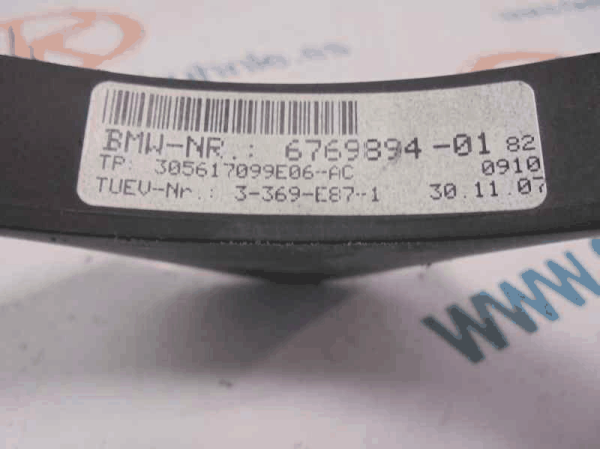 BMW-NR.: 6769894-01 82
TP: 305617099E06-AC 0910
TUEV-Nr.: 3-369-E87-1 30.11.07
www.